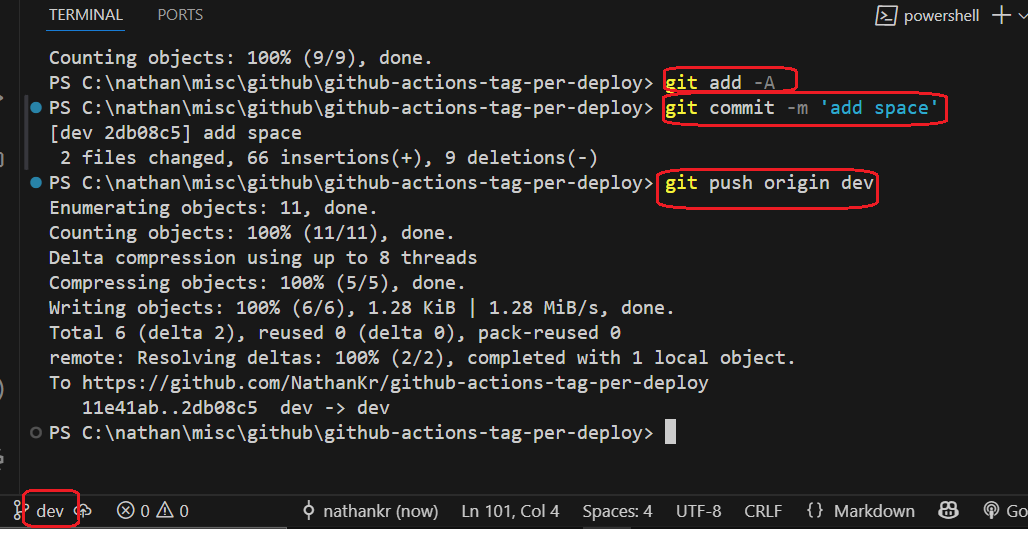 TERMINAL PORTS
powershell
Counting objects: 100% (9/9), done.
PS C:\nathan\misc\github\github-actions-tag-per-deploy> git add -A
PS C:\nathan\misc\github\github-actions-tag-per-deploy> git commit -m 'add space'
[dev 2db08c5] add space
2 files changed, 66 insertions(+), 9 deletions(-)
PS C:\nathan\misc\github\github-actions-tag-per-deploy> git push origin dev
Enumerating objects: 11, done.
Counting objects: 100% (11/11), done.
Delta compression using up to 8 threads
Compressing objects: 100% (5/5), done.
Writing objects: 100% (6/6), 1.28 KiB | 1.28 MiB/s, done.
Total 6 (delta 2), reused 0 (delta 0), pack-reused 0
remote: Resolving deltas: 100% (2/2), completed with 1 local object.
To https://github.com/NathanKr/github-actions-tag-per-deploy
11e41ab..2db08c5  dev -> dev
PS C:\nathan\misc\github\github-actions-tag-per-deploy>
dev 0 0 nathankr (now) Ln 101, Col 4 Spaces: 4 UTF-8 CRLF {} Markdown Go